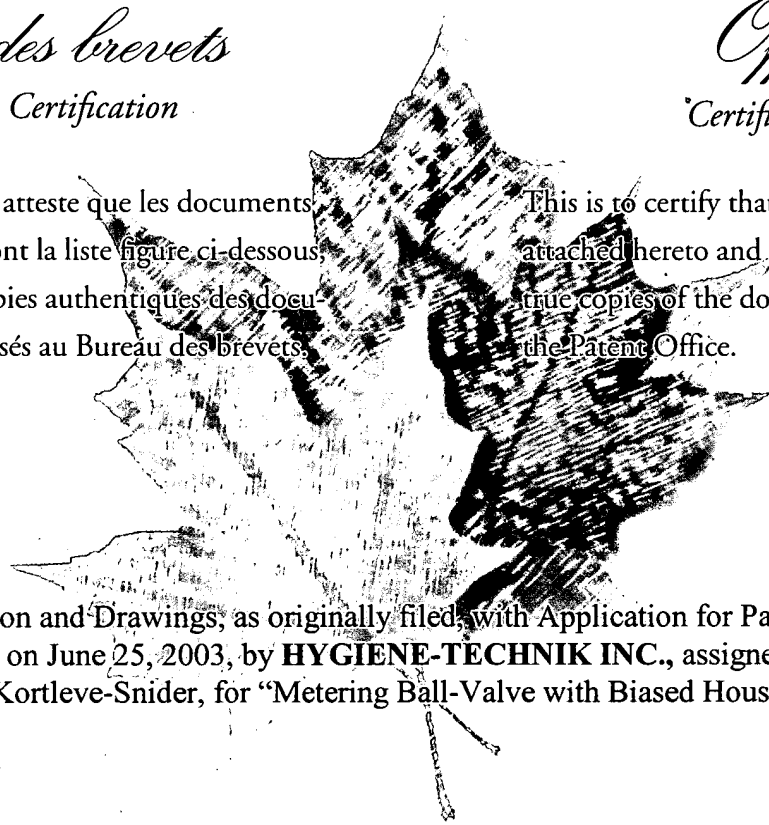 des brevets
Certification
atteste que les documents
ont la liste figure ci-dessous,
pies authentiques des docu-
sés au Bureau des brevets.
Certifi
This is to certify that
attached hereto and
true copies of the do
the Patent Office.
on and Drawings, as originally filed, with Application for Pa
on June 25, 2003, by HYGIENE-TECHNIK INC., assigne
Kortleve-Snider, for “Metering Ball-Valve with Biased Hous